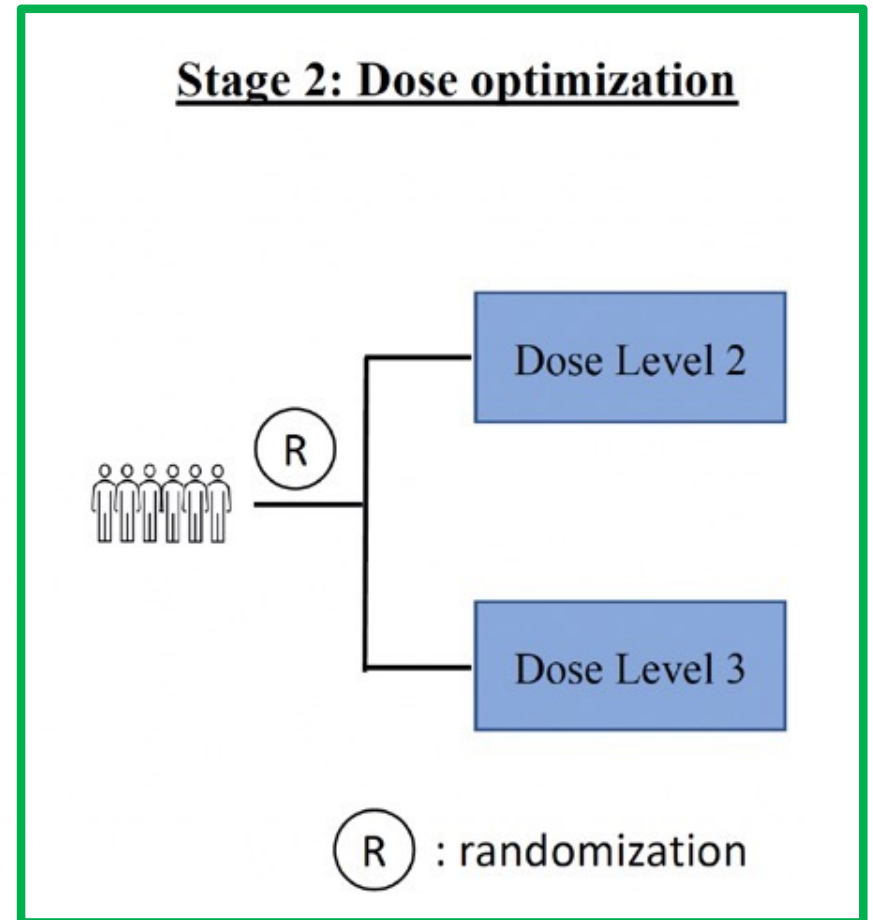 Stage 2: Dose optimization
Dose Level 2
R
Dose Level 3
R : randomization